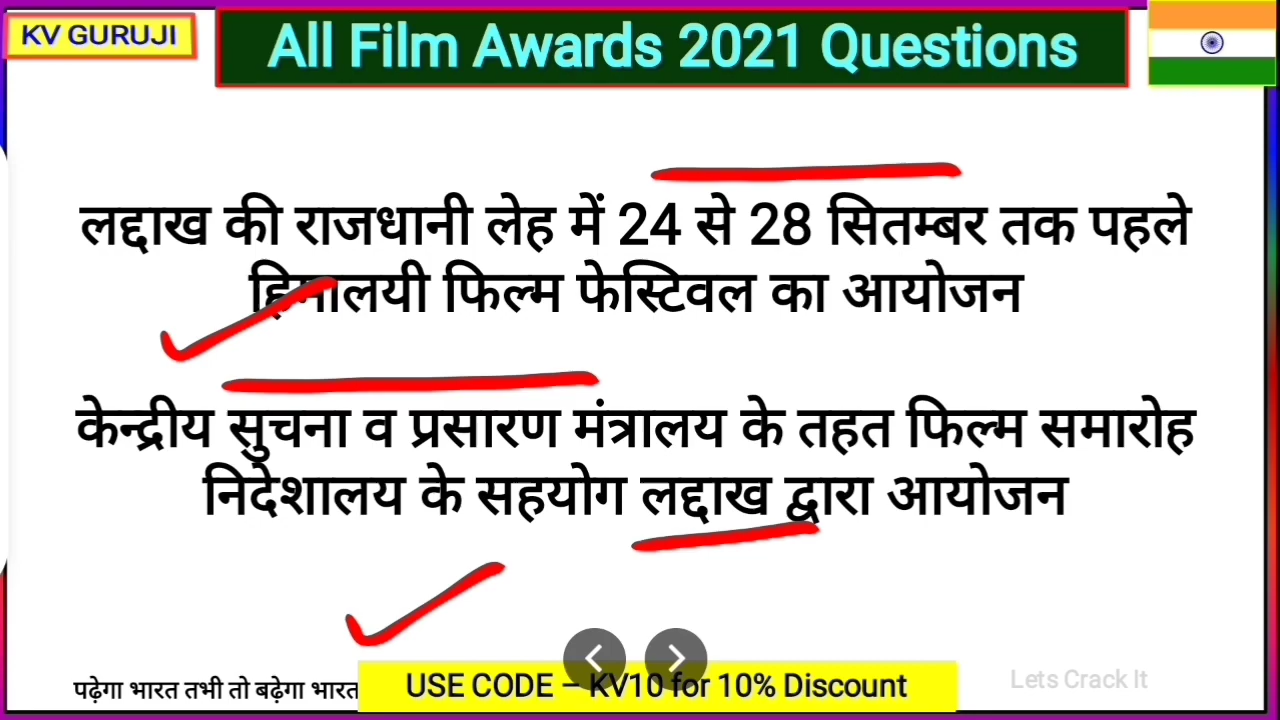 KV GURUJI
All Film Awards 2021 Questions
लद्दाख की राजधानी लेह में 24 से 28 सितम्बर तक पहले
हिमालयी फिल्म फेस्टिवल का आयोजन
केन्द्रीय सुचना व प्रसारण मंत्रालय के तहत फिल्म समारोह
निदेशालय के सहयोग लद्दाख द्वारा आयोजन
पढ़ेगा भारत तभी तो बढ़ेगा भारत
USE CODE – KV10 for 10% Discount
Lets Crack It